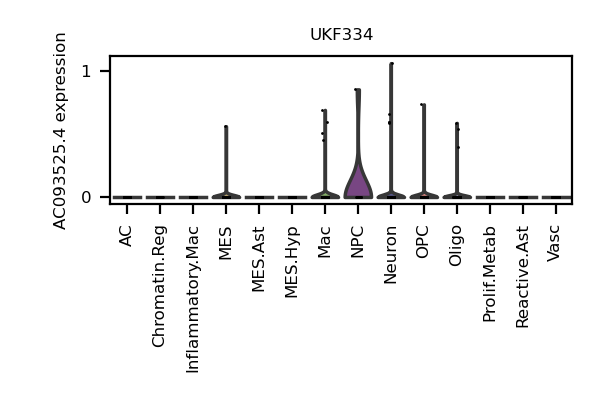 UKF334
AC093525.4 expression
1
0
AC
Chromatin.Reg
Inflammatory.Mac
MES
MES.Ast
MES.Hyp
Mac
NPC
Neuron
OPC
Oligo
Prolif.Metab
Reactive.Ast
Vasc